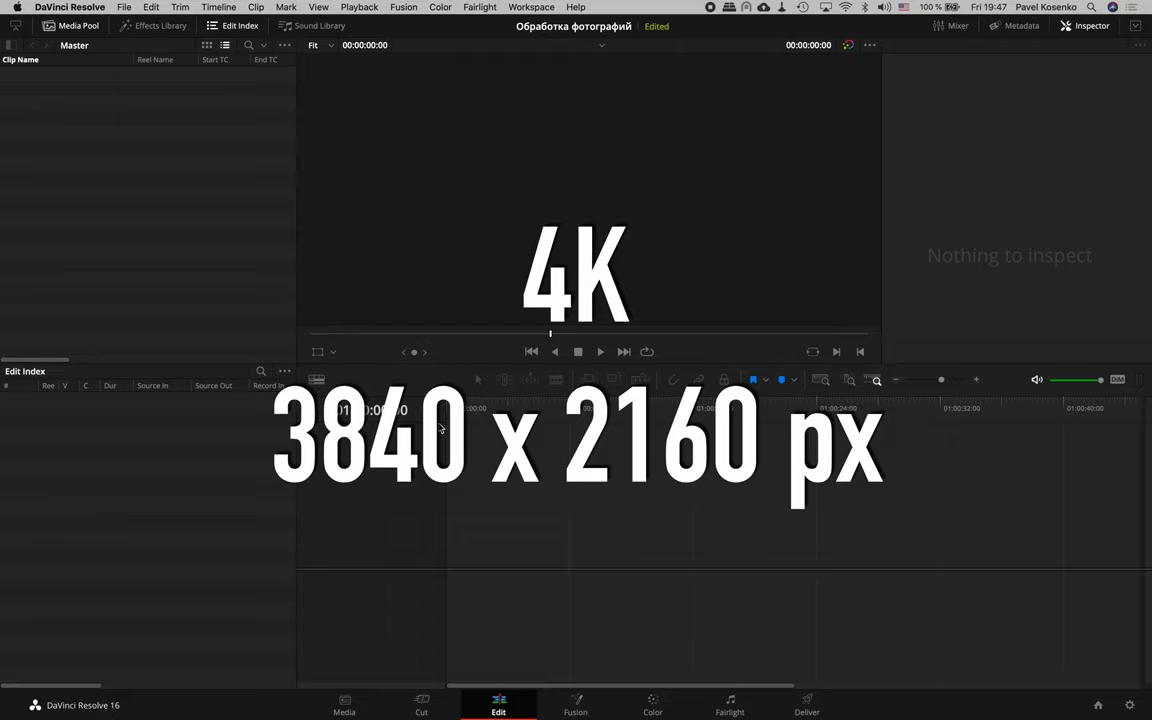 DaVinci Resolve File Edit Trim Timeline Clip Mark View Playback Fusion Color Fairlight Workspace Help 100 % Fri 19:47 Pavel Kosenko
Media Pool Effects Library Edit Index Sound Library Обработка фотографий Edited Mixer Metadata Inspector
Master Fit 00:00:00:00 00:00:00:00
Clip Name Reel Name Start TC End TC
Nothing to inspect
4K
Edit Index
DIM
# Ree V C Dur Source In Source Out Record In
01:00:24:00 01:00:32:00 01:00:40:00
3840 x 2160 px
DaVinci Resolve 16 Media Cut Edit Fusion Color Fairlight Deliver